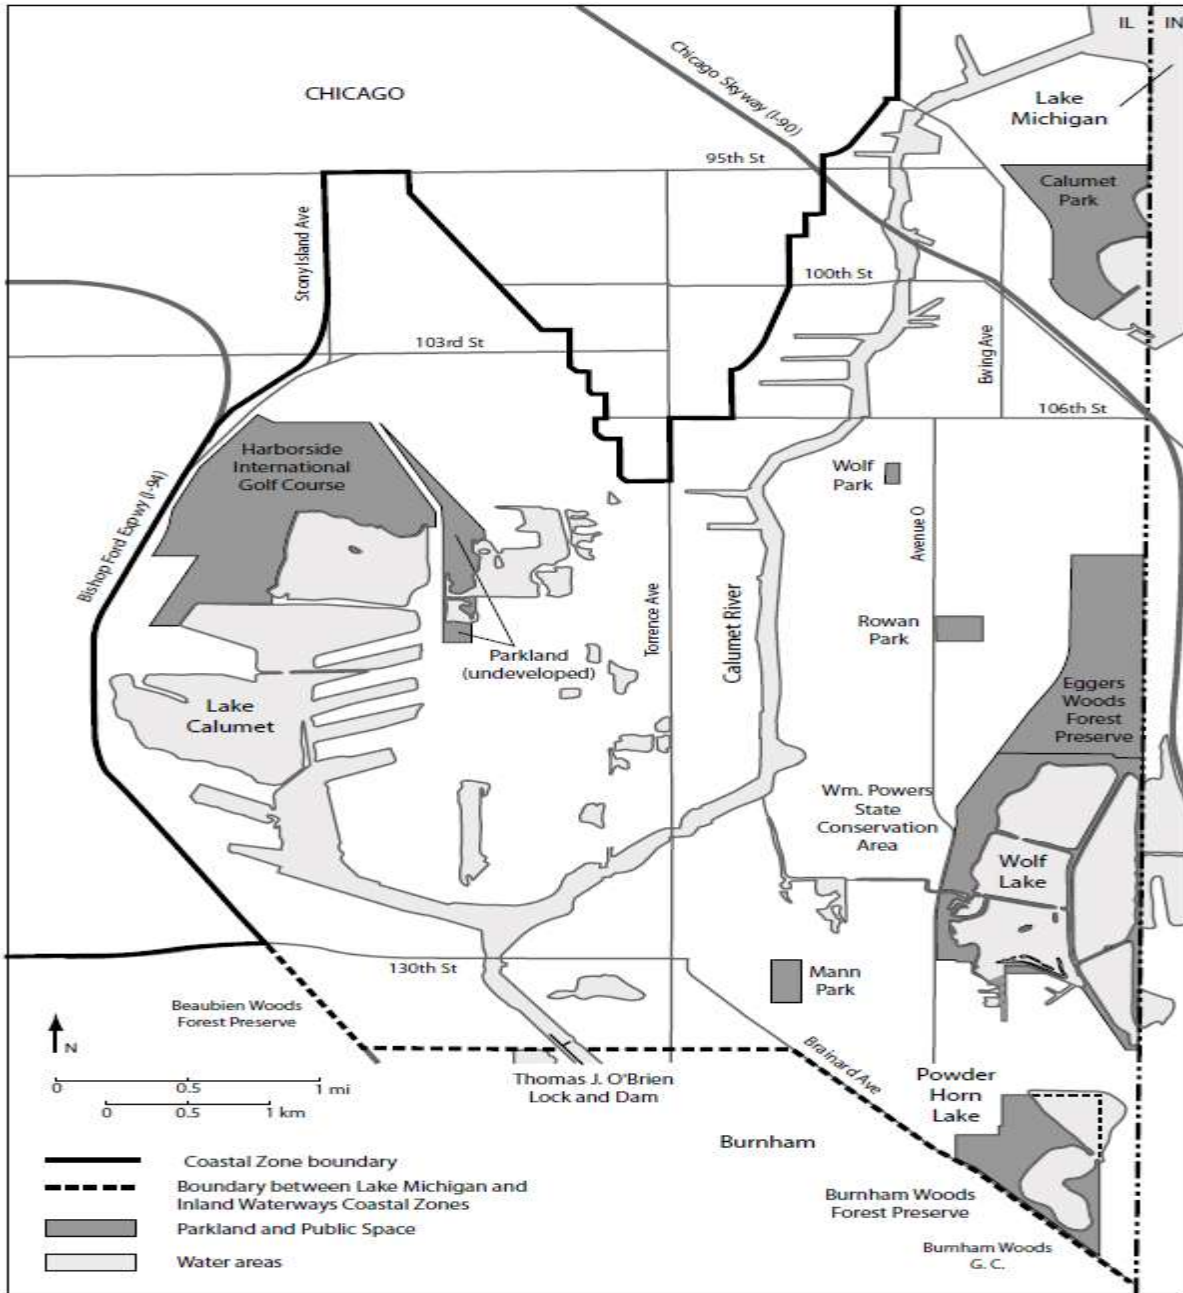 IL
IN
CHICAGO
Chicago Skyway (I-90)
Lake
Michigan
95th St
Calumet
Park
Stony Island Ave
100th St
103rd St
Ewing Ave
106th St
Harborside
International
Golf Course
Wolf
Park
Bishop Ford Expwy (I-94)
Avenue O
Torrence Ave
Calumet River
Rowan
Park
Parkland
(undeveloped)
Eggers
Woods
Forest
Preserve
Lake
Calumet
Wm. Powers
State
Conservation
Area
Wolf
Lake
130th St
Mann
Park
Beaubien Woods
Forest Preserve
N
Brainard Ave
Thomas J. O'Brien
Lock and Dam
Powder
Horn
Lake
0 0.5 1 mi
0 0.5 1 km
Burnham
Coastal Zone boundary
Boundary between Lake Michigan and
Inland Waterways Coastal Zones
Parkland and Public Space
Water areas
Burnham Woods
Forest Preserve
Burnham Woods
G. C.